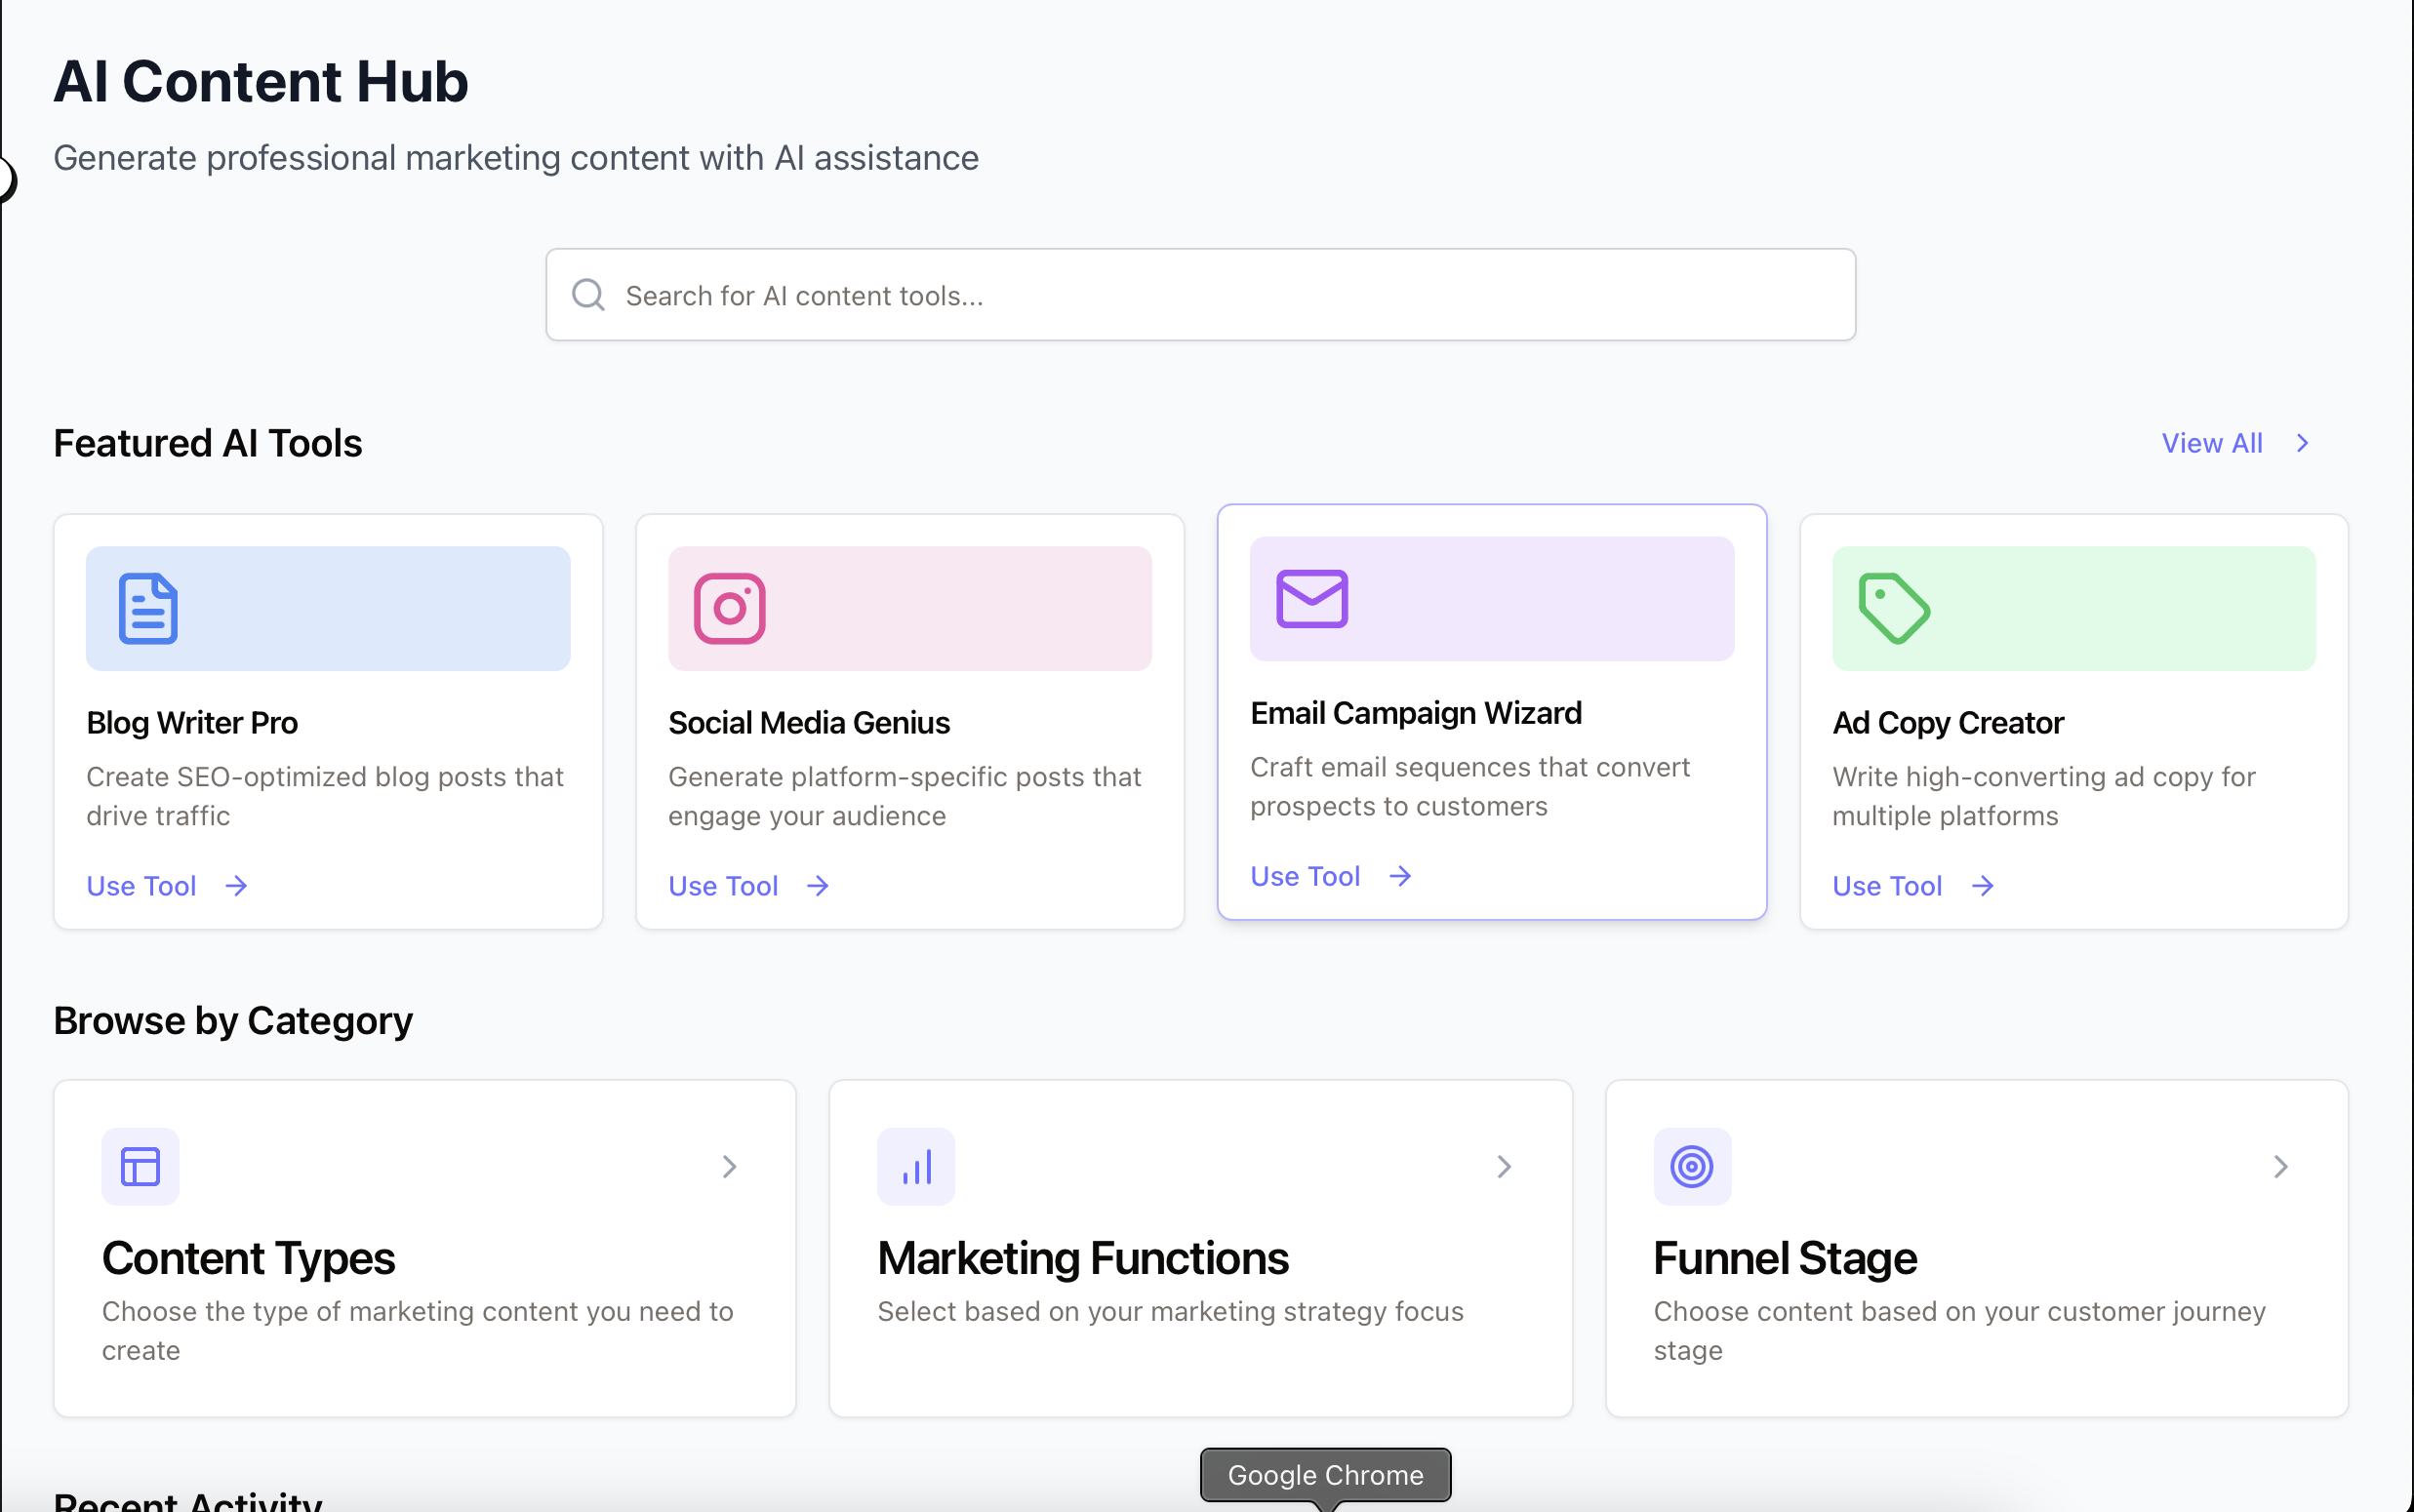 AI Content Hub
Generate professional marketing content with AI assistance
Search for AI content tools...
Featured AI Tools
View All
Blog Writer Pro
Create SEO-optimized blog posts that
drive traffic
Use Tool
Social Media Genius
Generate platform-specific posts that
engage your audience
Use Tool
Email Campaign Wizard
Craft email sequences that convert
prospects to customers
Use Tool
Ad Copy Creator
Write high-converting ad copy for
multiple platforms
Use Tool
Browse by Category
Content Types
Choose the type of marketing content you need to
create
Marketing Functions
Select based on your marketing strategy focus
Funnel Stage
Choose content based on your customer journey
stage
Recent Activity
Google Chrome